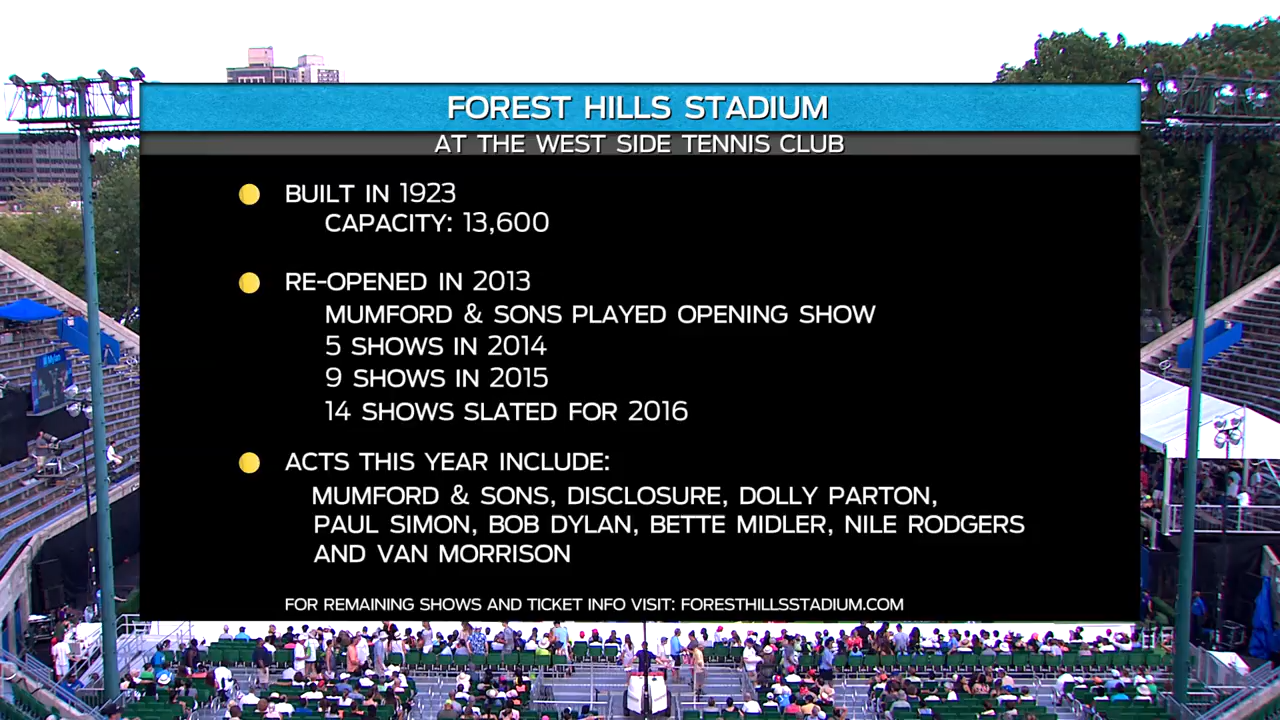 FOREST HILLS STADIUM
AT THE WEST SIDE TENNIS CLUB
BUILT IN 1923
CAPACITY: 13,600
RE-OPENED IN 2013
MUMFORD & SONS PLAYED OPENING SHOW
5 SHOWS IN 2014
9 SHOWS IN 2015
14 SHOWS SLATED FOR 2016
ACTS THIS YEAR INCLUDE:
MUMFORD & SONS, DISCLOSURE, DOLLY PARTON,
PAUL SIMON, BOB DYLAN, BETTE MIDLER, NILE RODGERS
AND VAN MORRISON
FOR REMAINING SHOWS AND TICKET INFO VISIT: FORESTHILLSSTADIUM.COM